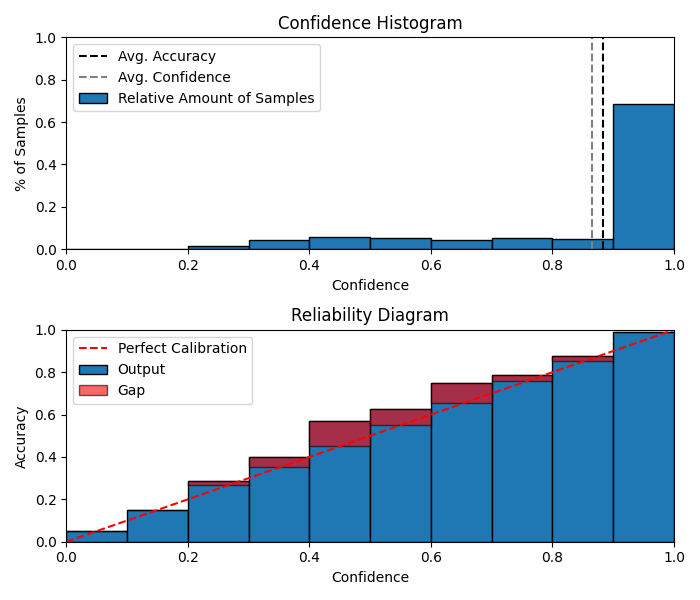 Confidence Histogram
1.0
0.8
0.6
0.4
0.2
0.0
% of Samples
Avg. Accuracy
Avg. Confidence
Relative Amount of Samples
0.0 0.2 0.4 0.6 0.8 1.0
Confidence
Reliability Diagram
1.0
0.8
0.6
0.4
0.2
0.0
Accuracy
Perfect Calibration
Output
Gap
0.0 0.2 0.4 0.6 0.8 1.0
Confidence